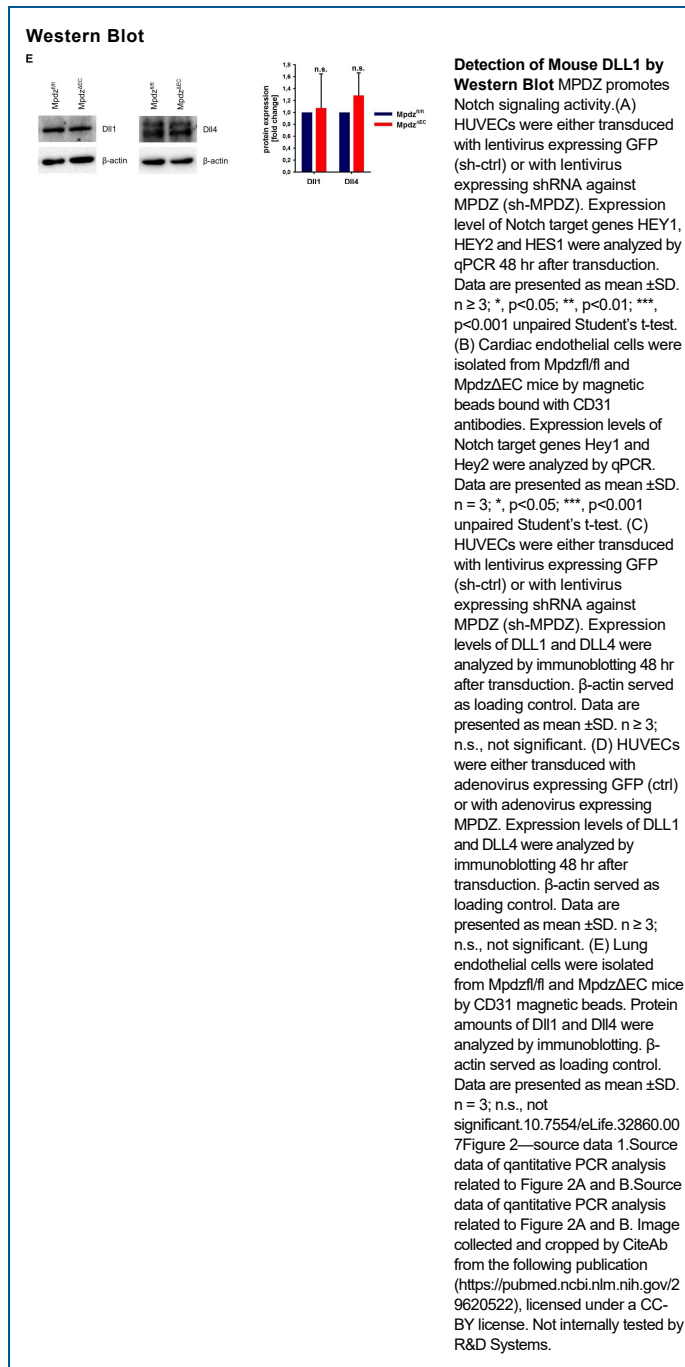 Western Blot
E
Mpdzfl/fl
MpdzΔEC
Mpdzfl/fl
MpdzΔEC
Dll1
Dll4
β-actin
β-actin
protein expression
[fold change]
1,8
1,6
1,4
1,2
1,0
0,8
0,6
0,4
0,2
0,0
n.s.
n.s.
Dll1
Dll4
Mpdzfl/fl
MpdzΔEC
Detection of Mouse DLL1 by
Western Blot MPDZ promotes
Notch signaling activity.(A)
HUVECs were either transduced
with lentivirus expressing GFP
(sh-ctrl) or with lentivirus
expressing shRNA against
MPDZ (sh-MPDZ). Expression
level of Notch target genes HEY1,
HEY2 and HES1 were analyzed by
qPCR 48 hr after transduction.
Data are presented as mean ±SD.
n ≥ 3; *, p<0.05; **, p<0.01; ***,
p<0.001 unpaired Student’s t-test.
(B) Cardiac endothelial cells were
isolated from Mpdzfl/fl and
MpdzΔEC mice by magnetic
beads bound with CD31
antibodies. Expression levels of
Notch target genes Hey1 and
Hey2 were analyzed by qPCR.
Data are presented as mean ±SD.
n = 3; *, p<0.05; ***, p<0.001
unpaired Student’s t-test. (C)
HUVECs were either transduced
with lentivirus expressing GFP
(sh-ctrl) or with lentivirus
expressing shRNA against
MPDZ (sh-MPDZ). Expression
levels of DLL1 and DLL4 were
analyzed by immunoblotting 48 hr
after transduction. β-actin served
as loading control. Data are
presented as mean ±SD. n ≥ 3;
n.s., not significant. (D) HUVECs
were either transduced with
adenovirus expressing GFP (ctrl)
or with adenovirus expressing
MPDZ. Expression levels of DLL1
and DLL4 were analyzed by
immunoblotting 48 hr after
transduction. β-actin served as
loading control. Data are
presented as mean ±SD. n ≥ 3;
n.s., not significant. (E) Lung
endothelial cells were isolated
from Mpdzfl/fl and MpdzΔEC mice
by CD31 magnetic beads. Protein
amounts of Dll1 and Dll4 were
analyzed by immunoblotting. β-
actin served as loading control.
Data are presented as mean ±SD.
n = 3; n.s., not
significant.10.7554/eLife.32860.00
7Figure 2—source data 1.Source
data of qantitative PCR analysis
related to Figure 2A and B.Source
data of qantitative PCR analysis
related to Figure 2A and B. Image
collected and cropped by CiteAb
from the following publication
(https://pubmed.ncbi.nlm.nih.gov/2
9620522), licensed under a CC-
BY license. Not internally tested by
R&D Systems.